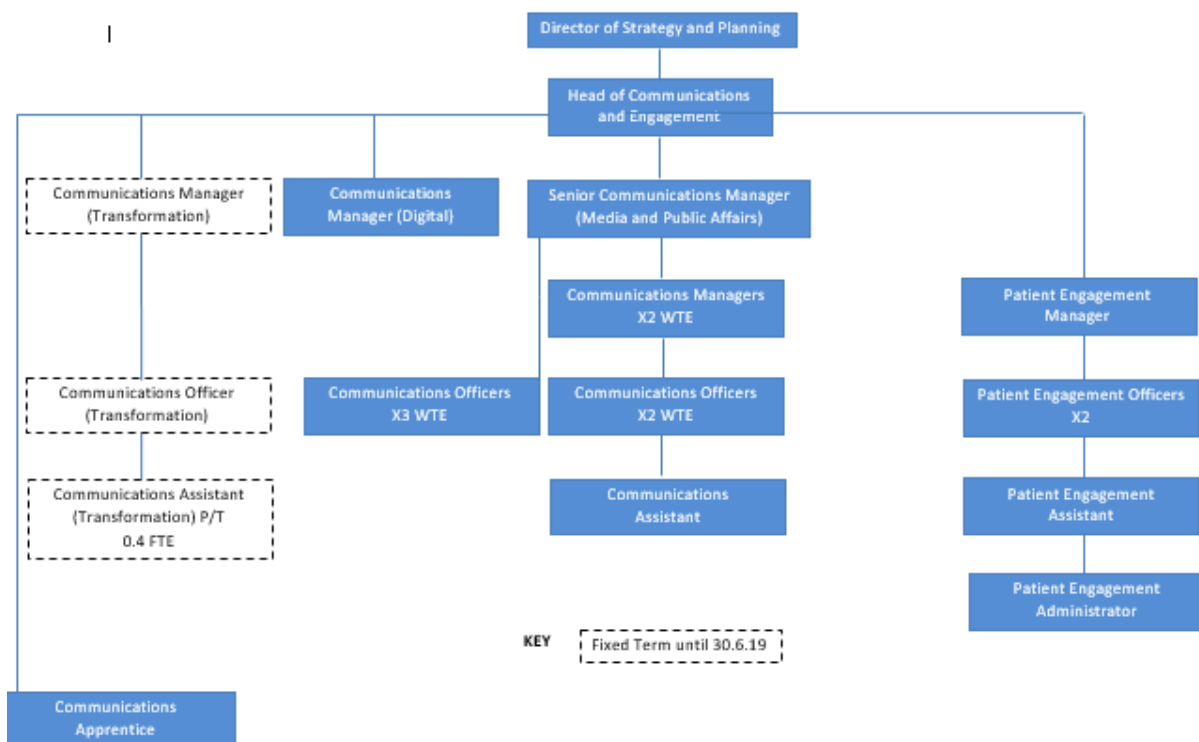 Director of Strategy and Planning
Head of Communications
and Engagement
Communications Manager
(Transformation)
Communications
Manager (Digital)
Senior Communications Manager
(Media and Public Affairs)
Communications Managers
X2 WTE
Patient Engagement
Manager
Communications Officer
(Transformation)
Communications Officers
X3 WTE
Communications Officers
X2 WTE
Patient Engagement Officers
X2
Communications Assistant
(Transformation) P/T
0.4 FTE
Communications
Assistant
Patient Engagement
Assistant
Patient Engagement
Administrator
KEY
Fixed Term until 30.6.19
Communications
Apprentice